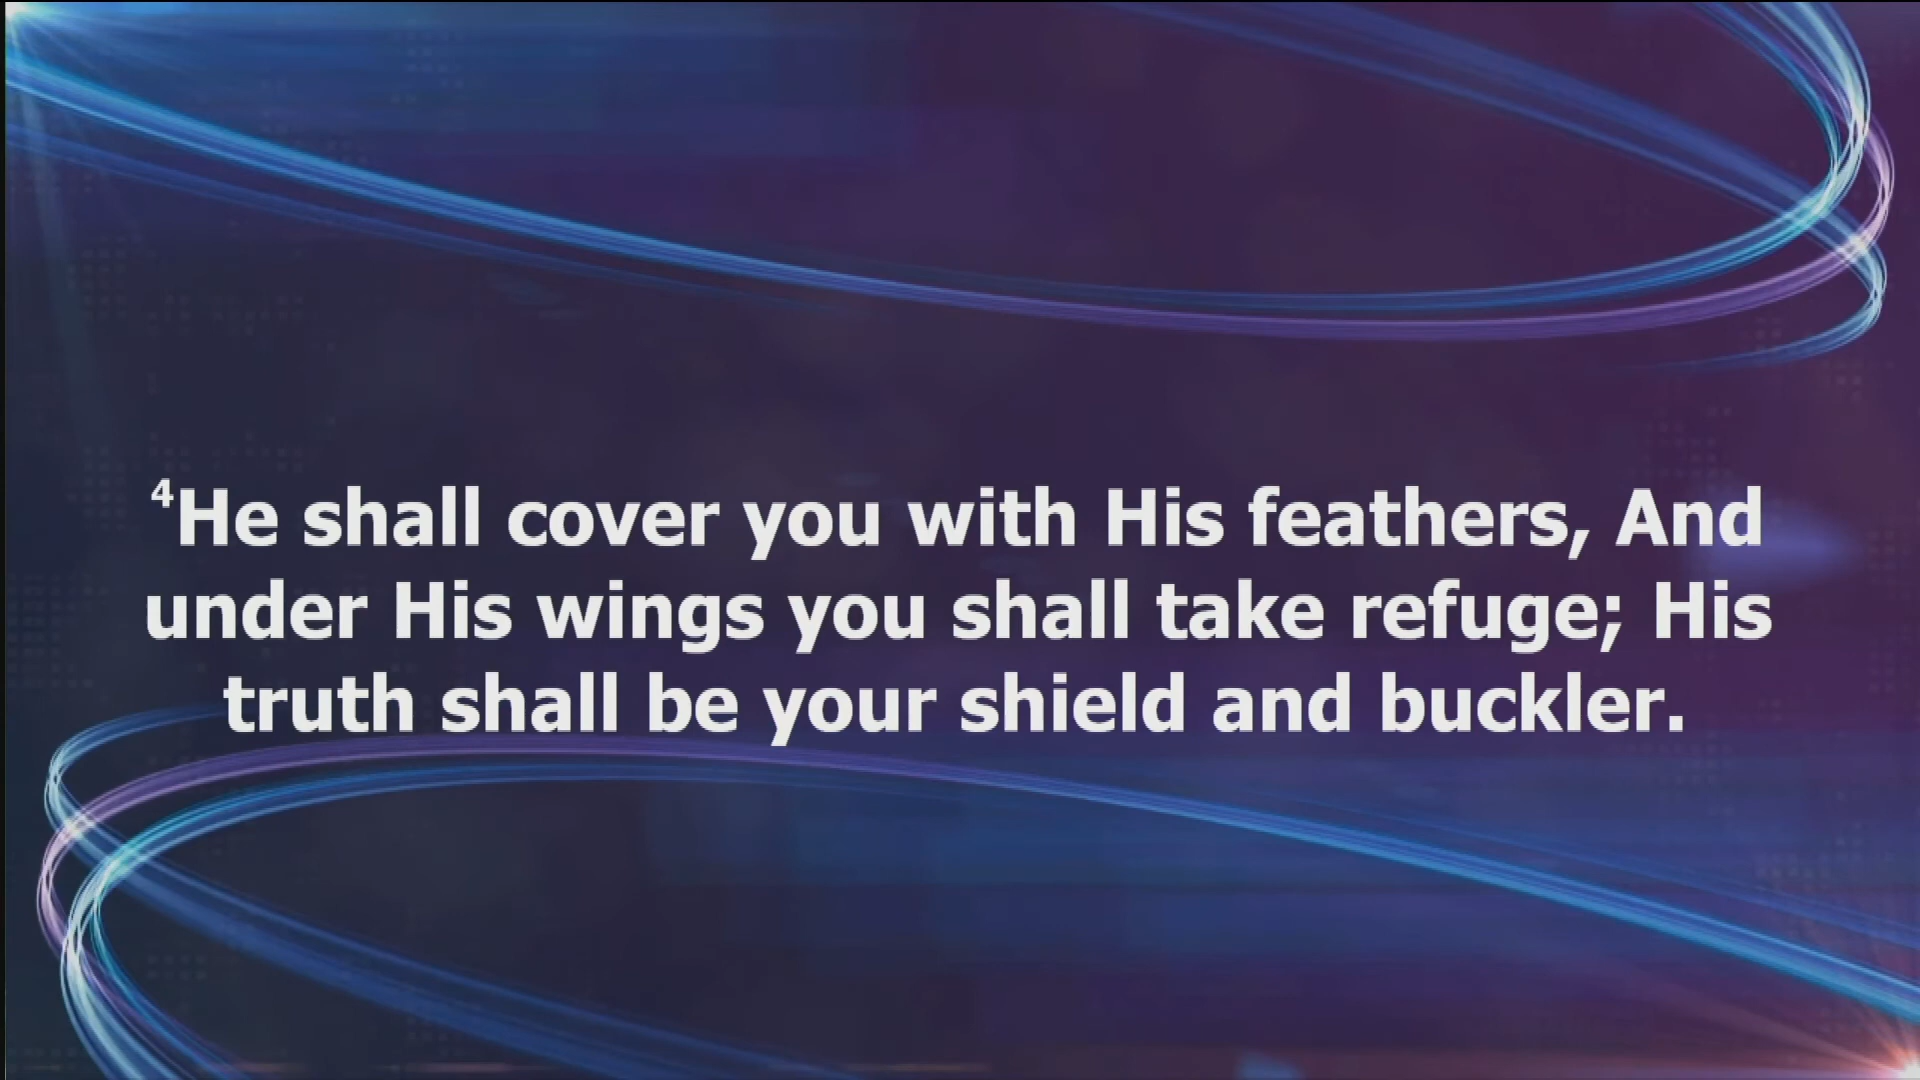 ⁴He shall cover you with His feathers, And
under His wings you shall take refuge; His
truth shall be your shield and buckler.